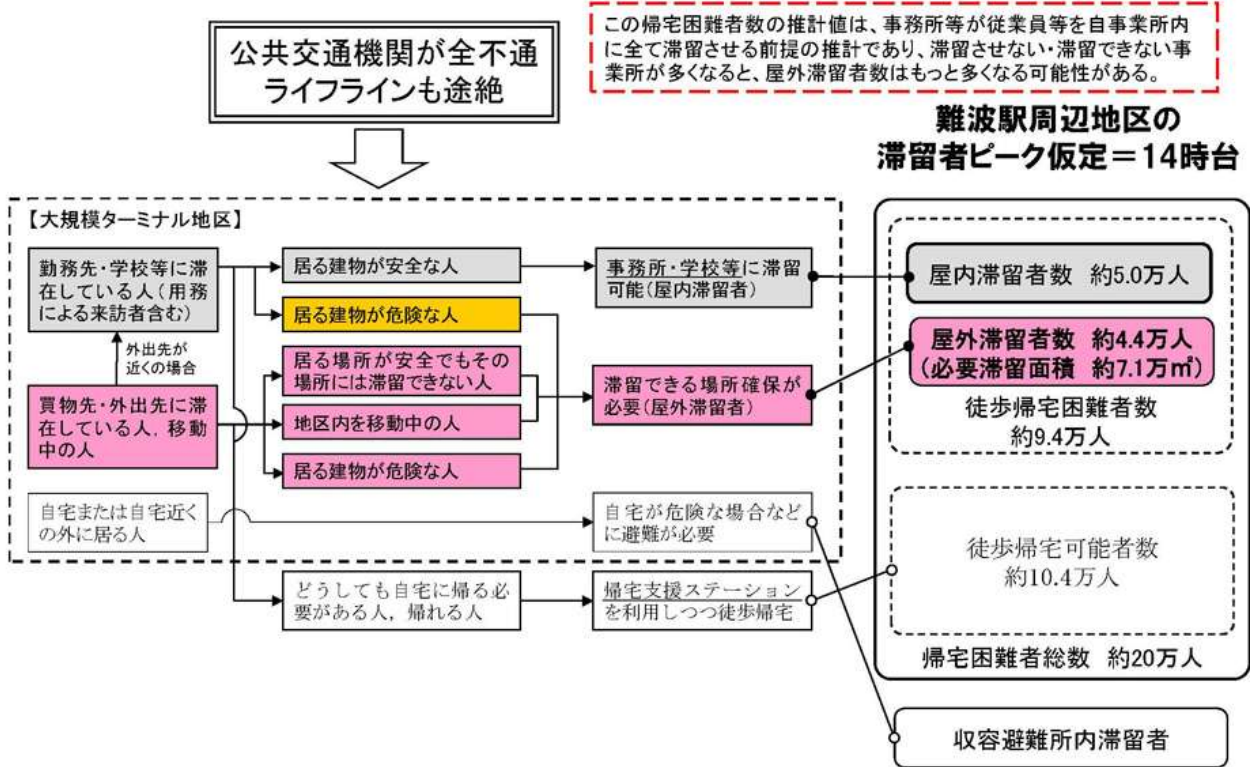 この帰宅困難者数の推計値は、事務所等が従業員等を自事業所内
に全て滞留させる前提の推計であり、滞留させない・滞留できない事
業所が多くなると、屋外滞留者数はもっと多くなる可能性がある。
公共交通機関が全不通
ライフラインも途絶
難波駅周辺地区の
滞留者ピーク仮定＝14時台
【大規模ターミナル地区】
勤務先・学校等に滞
在している人（用務
による来訪者含む）
外出先が
近くの場合
買物先・外出先に滞
在している人，移動
中の人
自宅または自宅近く
の外に居る人
居る建物が安全な人
居る建物が危険な人
居る場所が安全でもその
場所には滞留できない人
地区内を移動中の人
居る建物が危険な人
どうしても自宅に帰る必
要がある人，帰れる人
事務所・学校等に滞留
可能（屋内滞留者）
滞留できる場所確保が
必要（屋外滞留者）
自宅が危険な場合など
に避難が必要
帰宅支援ステーション
を利用しつつ徒歩帰宅
屋内滞留者数 約5.0万人
屋外滞留者数 約4.4万人
（必要滞留面積 約7.1万㎡）
徒歩帰宅困難者数
約9.4万人
徒歩帰宅可能者数
約10.4万人
帰宅困難者総数 約20万人
収容避難所内滞留者